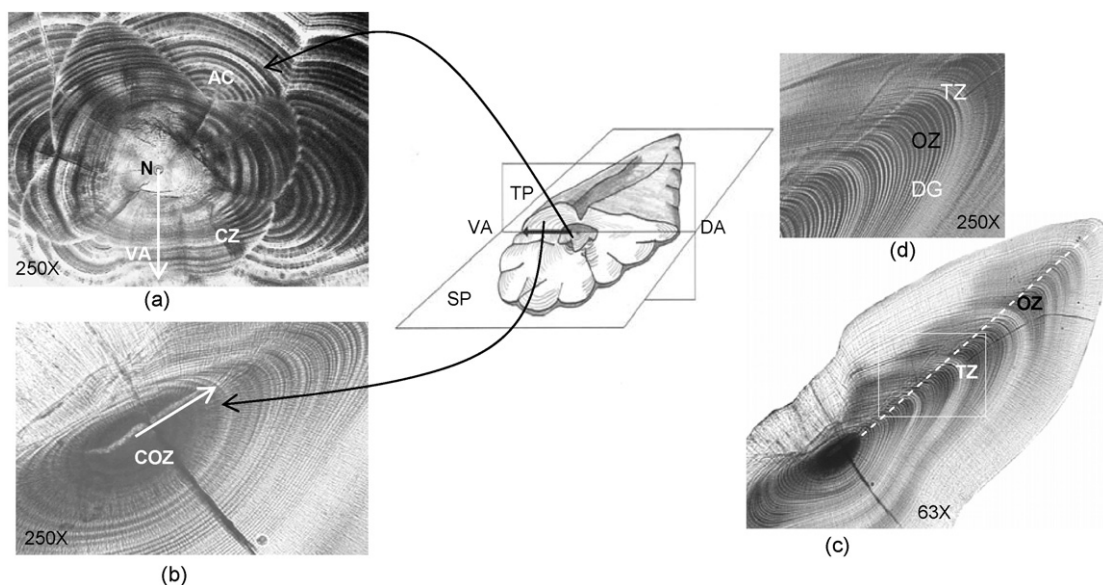 AC
N
CZ
VA
250X
(a)
COZ
250X
(b)
TP
VA
DA
SP
TZ
OZ
DG
250X
(d)
OZ
TZ
63X
(c)